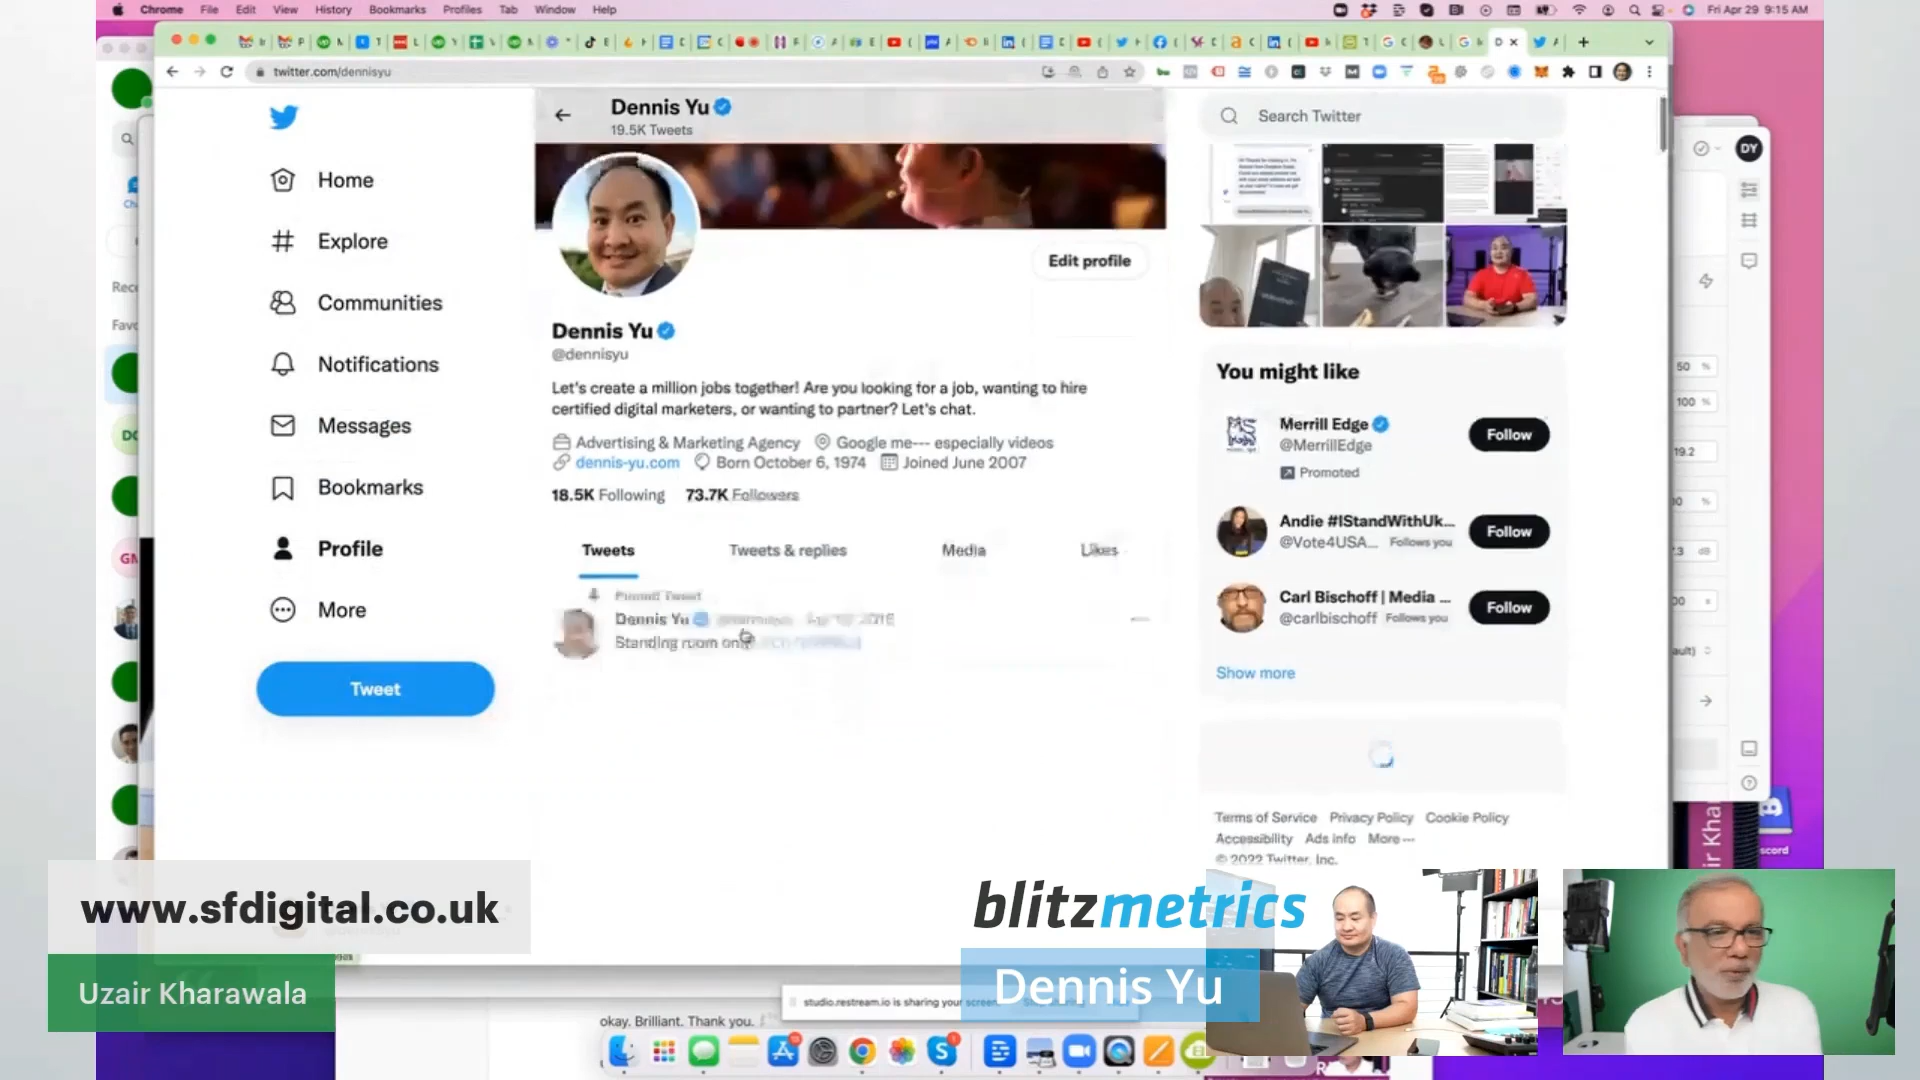 Chrome File Edit View History Bookmarks Profiles Tab Window Help
Fri Apr 29 9:15 AM
twitter.com/dennisyu
Dennis Yu
19.5K Tweets
Search Twitter
DY
Home
Explore
Communities
Notifications
Messages
Bookmarks
Profile
More
Tweet
Edit profile
Dennis Yu
@dennisyu
Let's create a million jobs together! Are you looking for a job, wanting to hire
certified digital marketers, or wanting to partner? Let's chat.
Advertising & Marketing Agency Google me--- especially videos
dennis-yu.com Born October 6, 1974 Joined June 2007
18.5K Following 73.7K Followers
Tweets Tweets & replies Media Likes
Pinned Tweet
Dennis Yu
Standing room only
You might like
Merrill Edge
@MerrillEdge
Promoted
Follow
Andie #IStandWithUk...
@Vote4USA... Follows you
Follow
Carl Bischoff | Media ...
@carlbischoff Follows you
Follow
Show more
Terms of Service Privacy Policy Cookie Policy
Accessibility Ads info More ...
© 2022 Twitter, Inc.
50 %
100 %
19.2
www.sfdigital.co.uk
Uzair Kharawala
blitzmetrics
Dennis Yu
studio.restream.io is sharing your screen
okay. Brilliant. Thank you.